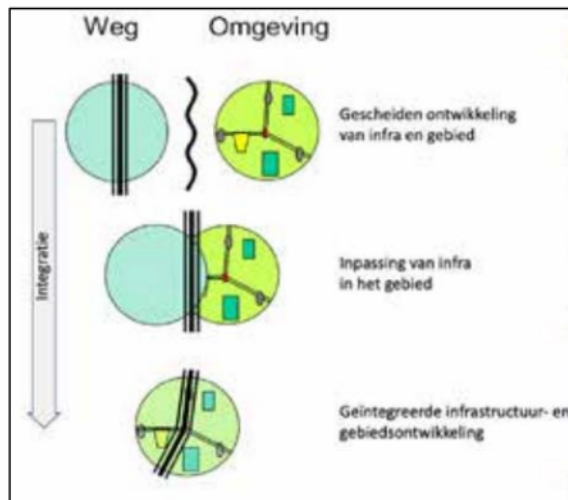 Weg Omgeving
Gescheiden ontwikkeling
van infra en gebied
Integratie
Inpassing van infra
in het gebied
Geïntegreerde infrastructuur- en
gebiedsontwikkeling